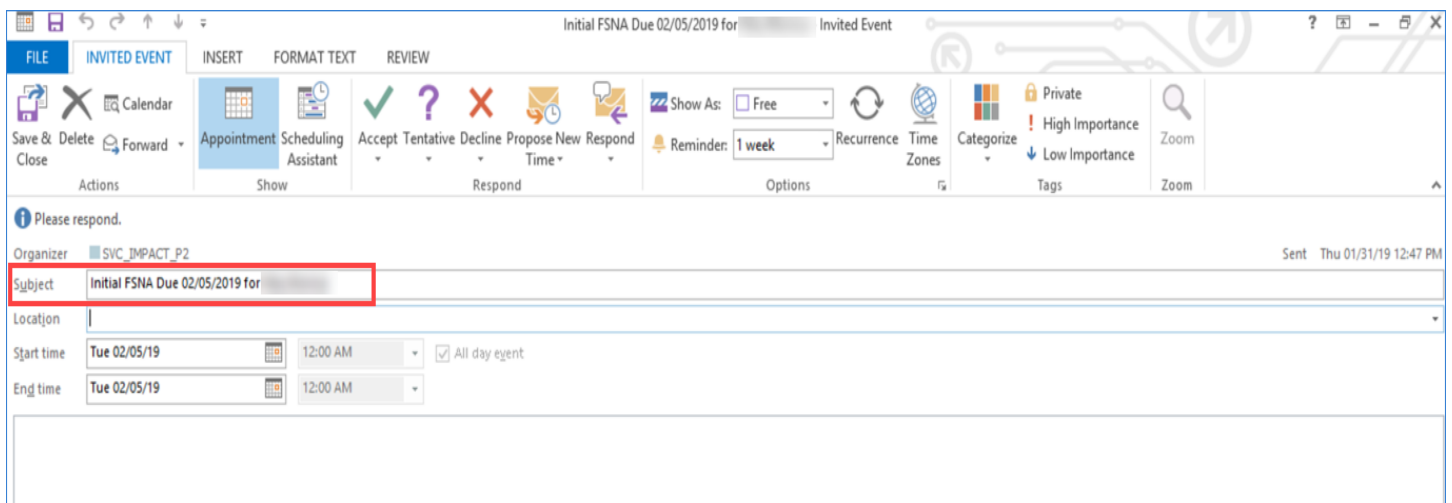 Initial FSNA Due 02/05/2019 for Invited Event ?
FILE INVITED EVENT INSERT FORMAT TEXT REVIEW
Save & Close Delete Calendar Forward
Appointment Scheduling Assistant
Accept Tentative Decline Propose New Time Respond
Show As: Free
Reminder: 1 week
Recurrence Time Zones
Categorize
Private
High Importance
Low Importance
Zoom
Actions Show Respond Options Tags Zoom
Please respond.
Organizer SVC_IMPACT_P2 Sent Thu 01/31/19 12:47 PM
Subject Initial FSNA Due 02/05/2019 for
Location
Start time Tue 02/05/19 12:00 AM All day event
End time Tue 02/05/19 12:00 AM